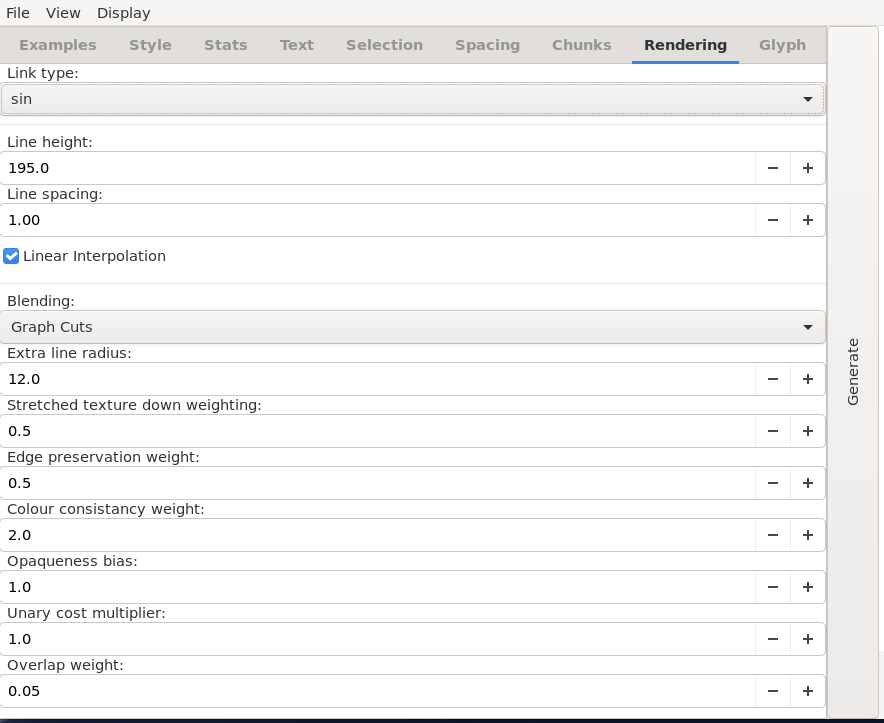 File View Display
Examples Style Stats Text Selection Spacing Chunks Rendering Glyph
Link type:
sin
Line height:
195.0
Line spacing:
1.00
Linear Interpolation
Blending:
Graph Cuts
Extra line radius:
12.0
Stretched texture down weighting:
0.5
Edge preservation weight:
0.5
Colour consistancy weight:
2.0
Opaqueness bias:
1.0
Unary cost multiplier:
1.0
Overlap weight:
0.05
Generate